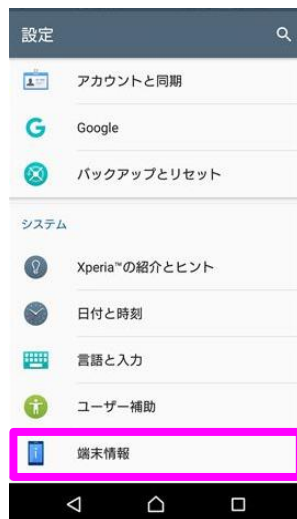 設定
アカウントと同期
Google
バックアップとリセット
システム
Xperia™の紹介とヒント
日付と時刻
言語と入力
ユーザー補助
端末情報